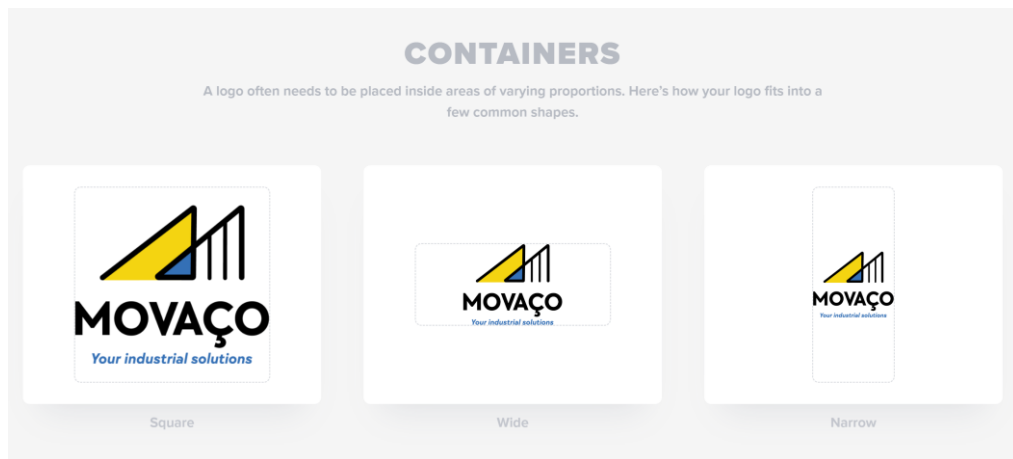 CONTAINERS
A logo often needs to be placed inside areas of varying proportions. Here's how your logo fits into a
few common shapes.
MOVAÇO
Your industrial solutions
MOVAÇO
Your industrial solutions
MOVAÇO
Your industrial solutions
Square
Wide
Narrow